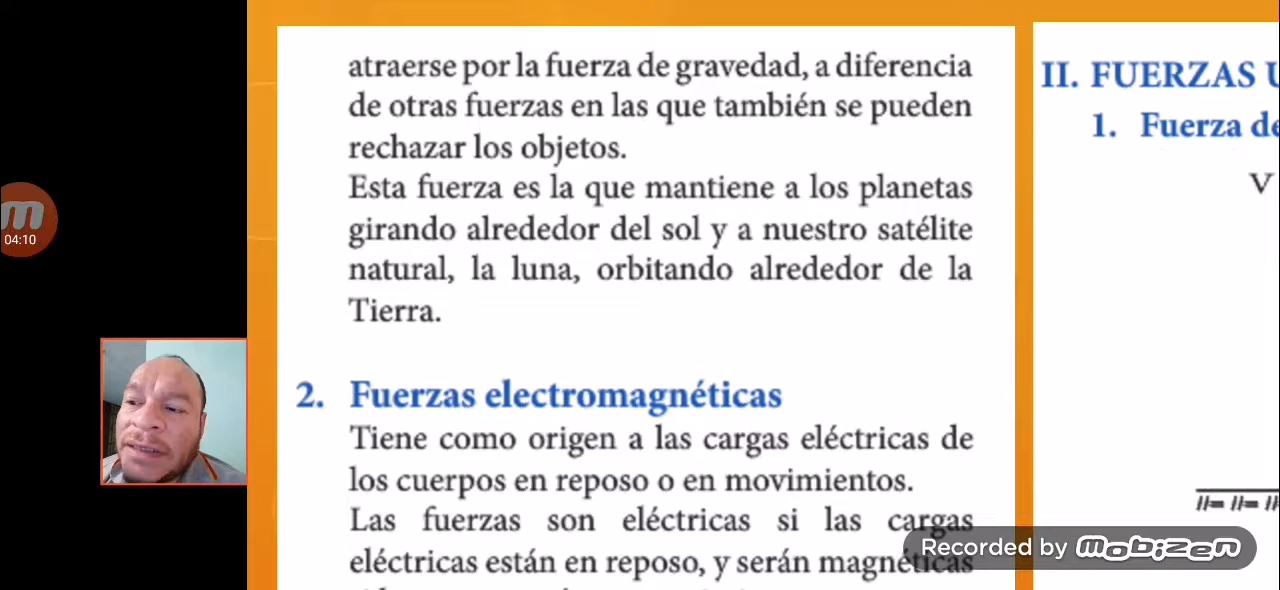 04:10
atraerse por la fuerza de gravedad, a diferencia
de otras fuerzas en las que también se pueden
rechazar los objetos.
Esta fuerza es la que mantiene a los planetas
girando alrededor del sol y a nuestro satélite
natural, la luna, orbitando alrededor de la
Tierra.
2. Fuerzas electromagnéticas
Tiene como origen a las cargas eléctricas de
los cuerpos en reposo o en movimientos.
Las fuerzas son eléctricas si las cargas
eléctricas están en reposo, y serán magnéticas
II. FUERZAS
1. Fuerza de
V
Recorded by mobizen